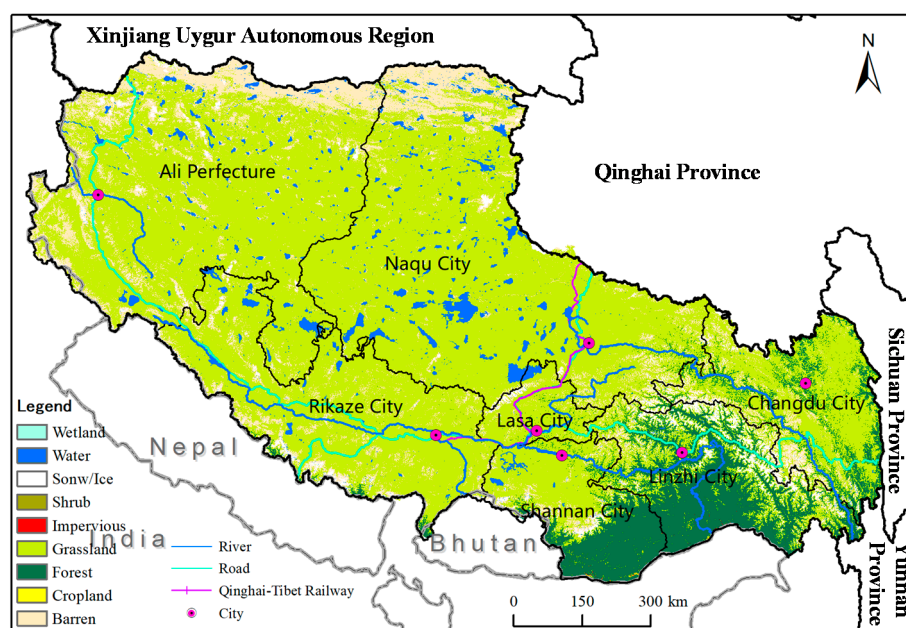 Xinjiang Uygur Autonomous Region
N
Ali Perfecture
Qinghai Province
Naqu City
Sichuan Province
Rikaze City
Lasa City
Changdu City
Linzhi City
Shannan City
Nepal
India
Bhutan
Yunnan
Province
Legend
Wetland
Water
Sonw/Ice
Shrub
Impervious
Grassland
Forest
Cropland
Barren
River
Road
Qinghai-Tibet Railway
City
0 150 300 km